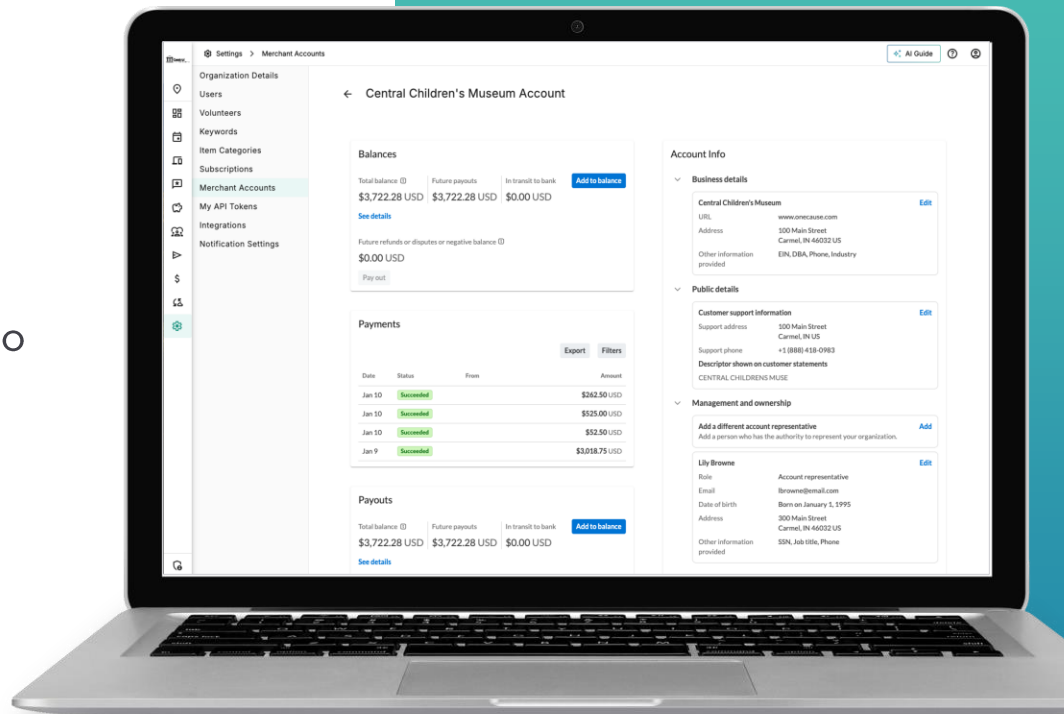 Settings > Merchant Accounts
AI Guide
Organization Details
Users
Volunteers
Keywords
Item Categories
Subscriptions
Merchant Accounts
My API Tokens
Integrations
Notification Settings
← Central Children's Museum Account
Balances
Total balance
Future payouts
In transit to bank
Add to balance
$3,722.28 USD
$3,722.28 USD
$0.00 USD
See details
Future refunds or disputes or negative balance
$0.00 USD
Pay out
Payments
Export
Filters
Date Status From Amount
Jan 10 Succeeded $262.50 USD
Jan 10 Succeeded $525.00 USD
Jan 10 Succeeded $52.50 USD
Jan 9 Succeeded $3,018.75 USD
Payouts
Total balance
Future payouts
In transit to bank
Add to balance
$3,722.28 USD
$3,722.28 USD
$0.00 USD
See details
Account Info
Business details
Central Children's Museum Edit
URL www.onecause.com
Address 100 Main Street
Carmel, IN 46032 US
Other information EIN, DBA, Phone, Industry
provided
Public details
Customer support information Edit
Support address 100 Main Street
Carmel, IN US
Support phone +1 (888) 418-0983
Descriptor shown on customer statements
CENTRAL CHILDRENS MUSE
Management and ownership
Add a different account representative Add
Add a person who has the authority to represent your organization.
Lily Browne Edit
Role Account representative
Email lbrowne@email.com
Date of birth Born on January 1, 1995
Address 300 Main Street
Carmel, IN 46032 US
Other information SSN, Job title, Phone
provided